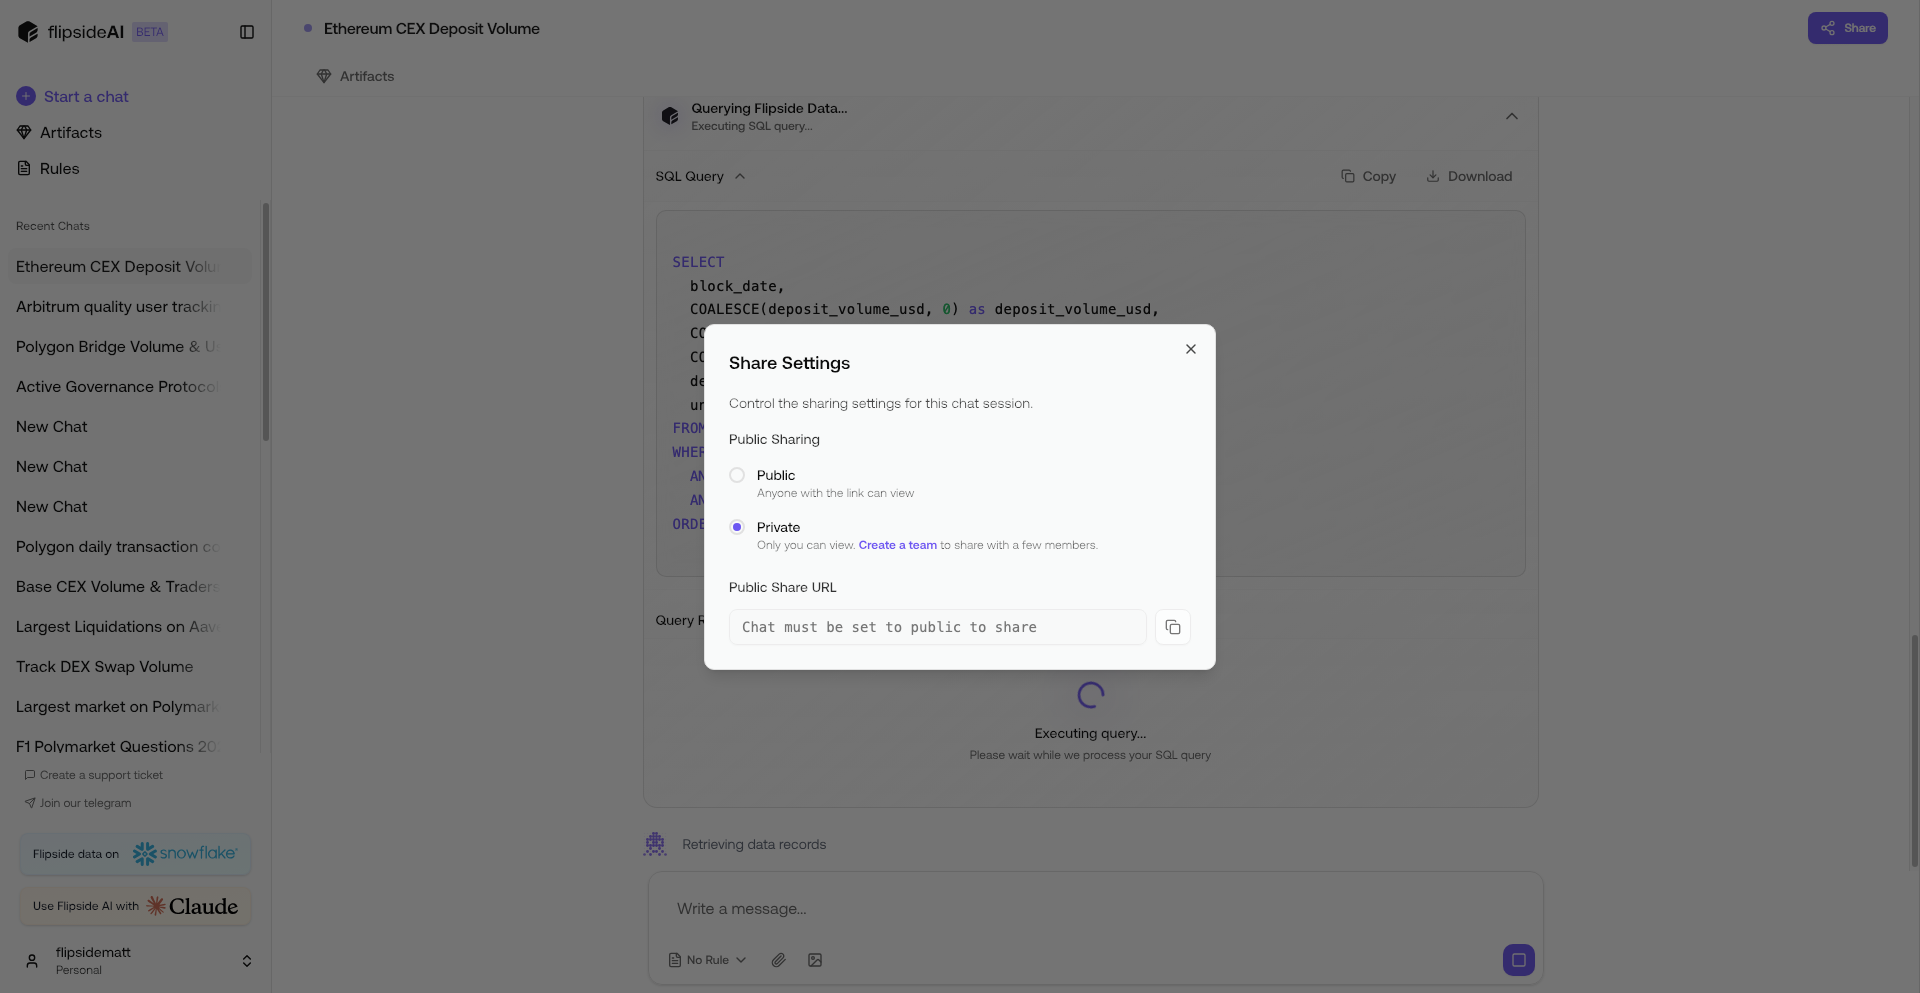 flipsideAI BETA
Start a chat
Artifacts
Rules
Recent Chats
Ethereum CEX Deposit Volu
Arbitrum quality user trackin
Polygon Bridge Volume & U
Active Governance Protocol
New Chat
New Chat
New Chat
Polygon daily transaction co
Base CEX Volume & Traders
Largest Liquidations on Aave
Track DEX Swap Volume
Largest market on Polymark
F1 Polymarket Questions 20
Create a support ticket
Join our telegram
Flipside data on snowflake
Use Flipside AI with Claude
flipsidematt
Personal
Ethereum CEX Deposit Volume
Share
Artifacts
Querying Flipside Data...
Executing SQL query...
SQL Query
Copy
Download
SELECT
block_date,
COALESCE(deposit_volume_usd, 0) as deposit_volume_usd,
CO
CO
de
un
FROM
WHER
AN
AN
ORDE
Share Settings
Control the sharing settings for this chat session.
Public Sharing
Public
Anyone with the link can view
Private
Only you can view. Create a team to share with a few members.
Public Share URL
Chat must be set to public to share
Query R
Executing query...
Please wait while we process your SQL query
Retrieving data records
Write a message...
No Rule